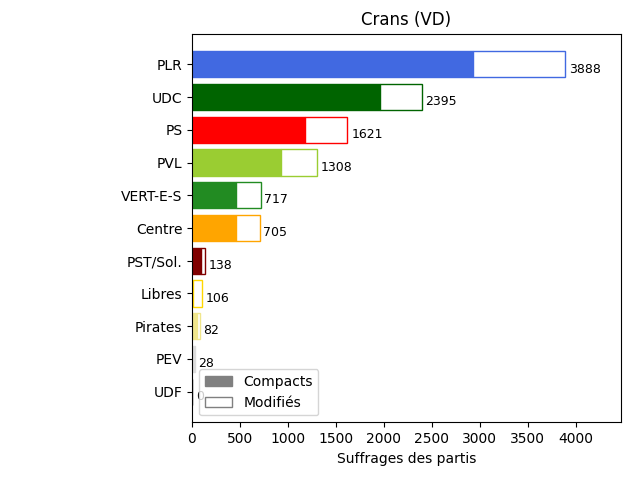 Crans (VD)
PLR 3888
UDC 2395
PS 1621
PVL 1308
VERT-E-S 717
Centre 705
PST/Sol. 138
Libres 106
Pirates 82
PEV 28
UDF 0
Compacts
Modifiés
0 500 1000 1500 2000 2500 3000 3500 4000
Suffrages des partis